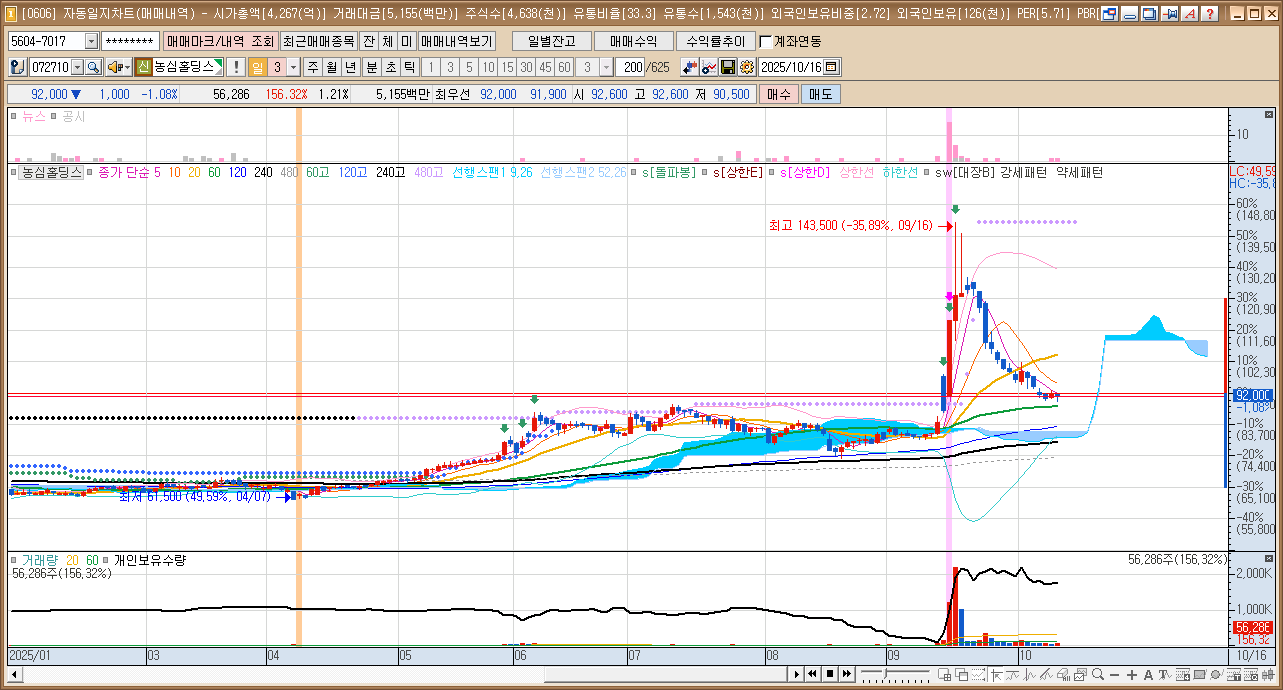 [0606] 자동일지차트(매매내역) - 시가총액[4,267(억)] 거래대금[5,155(백만)] 주식수[4,638(천)] 유통비율[33.3] 유통수[1,543(천)] 외국인보유비중[2.72] 외국인보유[126(천)] PER[5.71] PBR[
5604-7017 ******** 매매마크/내역 조회 최근매매종목 잔 체 미 매매내역보기 일별잔고 매매수익 수익률추이 계좌연동
072710 신 농심홀딩스 ! 일 3 주 월 년 분 초 틱 1 3 5 10 15 30 45 60 3 200 /625 2025/10/16
92,000 ▼ 1,000 -1.08% 56,286 156.32% 1.21% 5,155백만 최우선 92,000 91,900 시 92,600 고 92,600 저 90,500 매수 매도
뉴스 공시
10
농심홀딩스 종가 단순 5 10 20 60 120 240 480 60고 120고 240고 480고 선행스팬1 9,26 선행스팬2 52,26 s[돌파봉] s[상한E] s[상한D] 상한선 하한선 sw[대장B] 강세패턴 약세패턴
LC:49,59
HC:-35,8
60%
(148,80
최고 143,500 (-35,89%, 09/16)
50%
(139,50
40%
(130,20
30%
(120,90
20%
(111,60
10%
(102,30
92,000
-1,08%
-10%
(83,70
-20%
(74,400
-30%
(65,100
최저 61,500 (49,59%, 04/07)
-40%
(55,800
거래량 20 60 개인보유수량
56,286주(156,32%)
56,286주(156,32%)
2,000K
1,000K
56,286
156,32
2025/01 03 04 05 06 07 08 09 10 10/16